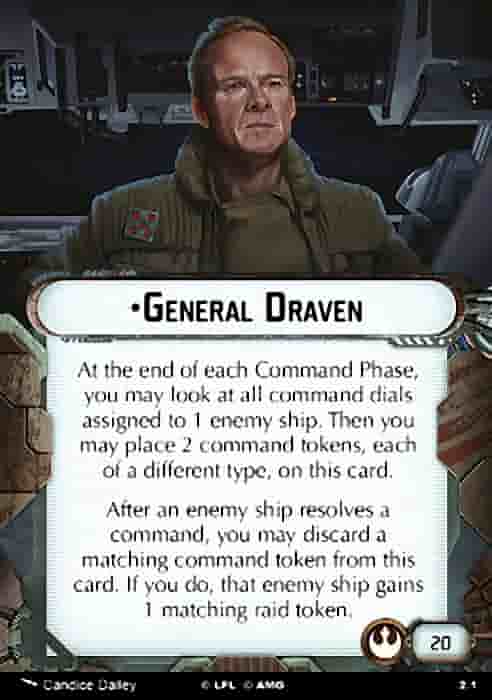 •General Draven
At the end of each Command Phase,
you may look at all command dials
assigned to 1 enemy ship. Then you
may place 2 command tokens, each
of a different type, on this card.
After an enemy ship resolves a
command, you may discard a
matching command token from this
card. If you do, that enemy ship gains
1 matching raid token.
20
Candice Dailey © LFL © AMG 2.1